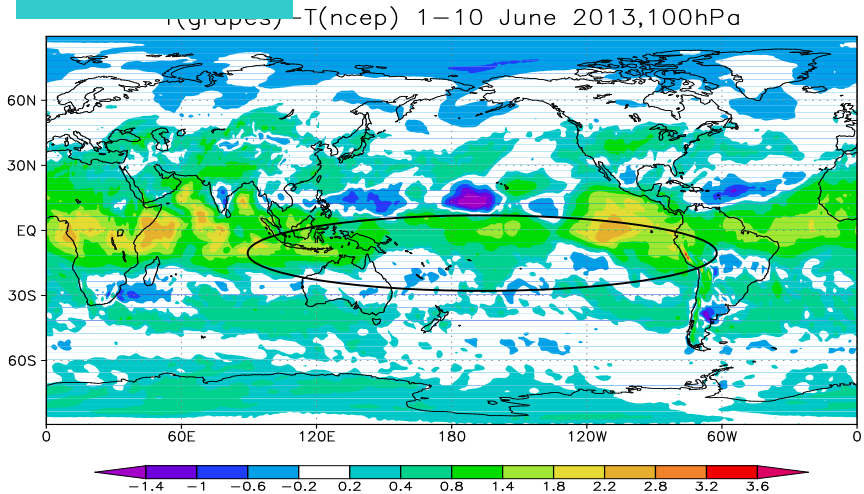 T(grapes)-T(ncep) 1-10 June 2013,100hPa
60N
30N
EQ
30S
60S
0 60E 120E 180 120W 60W 0
-1.4 -1 -0.6 -0.2 0.2 0.4 0.8 1.4 1.8 2.2 2.8 3.2 3.6